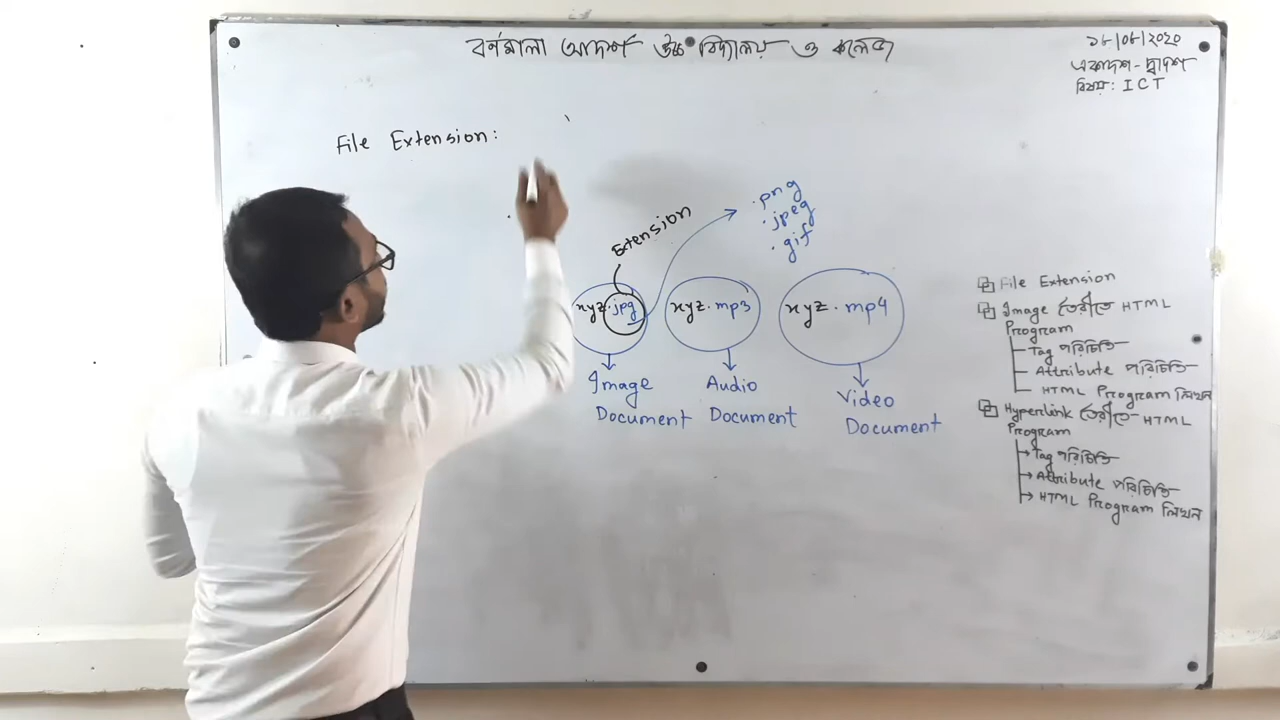 বর্ণমালা আদর্শ উচ্চ বিদ্যালয় ও কলেজ
১৮/০৮/২০২০
একাদশ-দ্বাদশ
বিষয়: ICT
File Extension:
Extension
.png
.jpeg
.gif
xyz.jpg
xyz.mp3
xyz.mp4
Image
Document
Audio
Document
Video
Document
File Extension
Image তৈরীতে HTML
Program
Tag পরিচিতি
Attribute পরিচিতি
HTML Program লিখন
Hyperlink তৈরীতে HTML
Program
Tag পরিচিতি
Attribute পরিচিতি
HTML Program লিখন